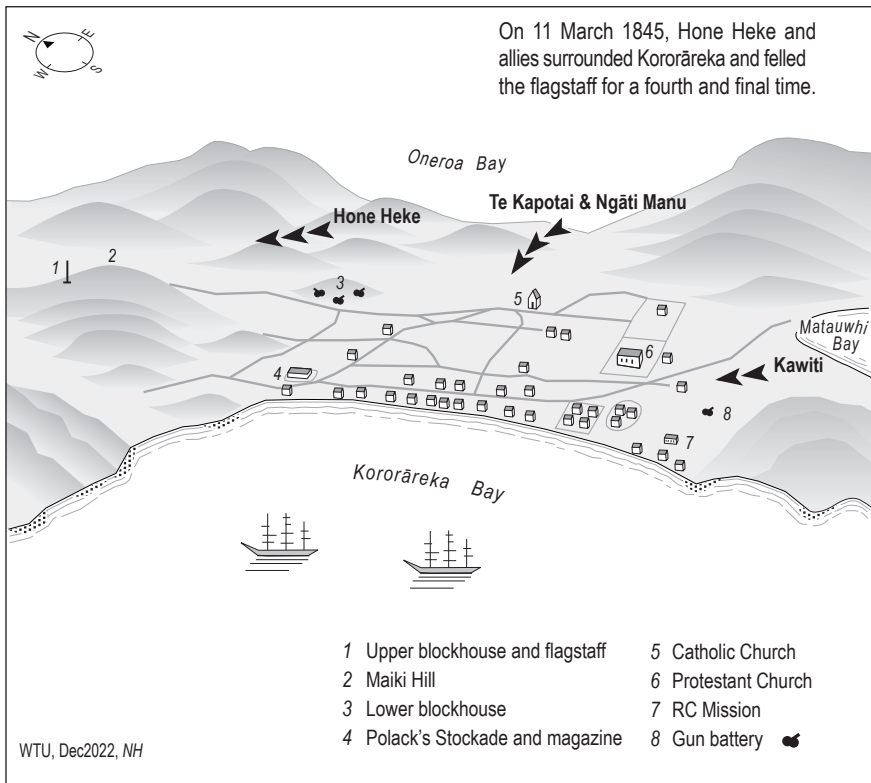 On 11 March 1845, Hone Heke and
allies surrounded Kororāreka and felled
the flagstaff for a fourth and final time.
N
E
W
S
Oneroa Bay
Te Kapotai & Ngāti Manu
Hone Heke
1
2
3
5
Matauwhi
Bay
6
4
Kawiti
8
7
Kororāreka Bay
1 Upper blockhouse and flagstaff
2 Maiki Hill
3 Lower blockhouse
4 Polack's Stockade and magazine
5 Catholic Church
6 Protestant Church
7 RC Mission
8 Gun battery
WTU, Dec2022, NH